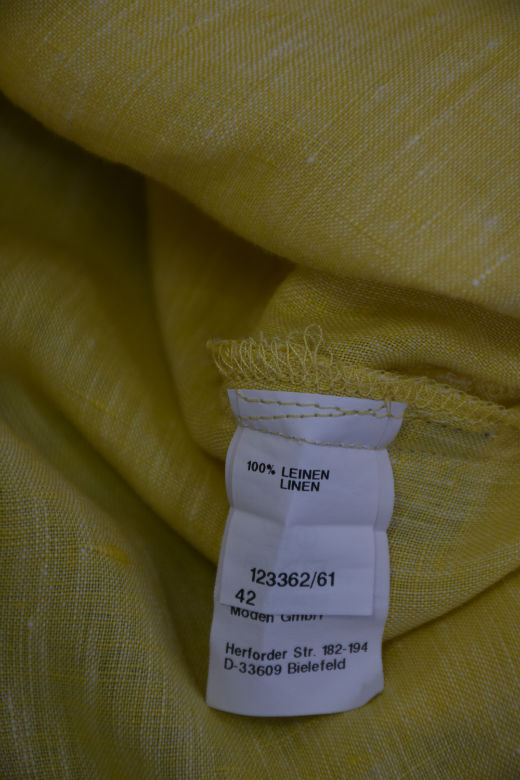 100% LEINEN
LINEN
123362/61
42
Moden GmbH
Herforder Str. 182-194
D-33609 Bielefeld